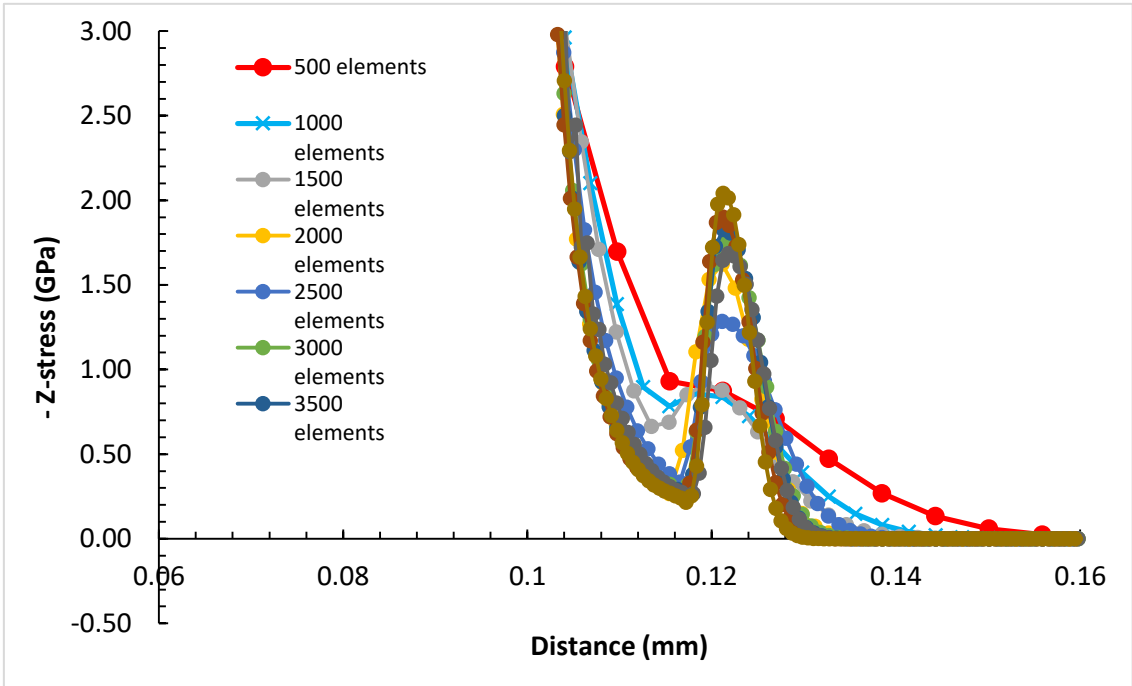 3.00
2.50
2.00
1.50
1.00
0.50
0.00
-0.50
- Z-stress (GPa)
500 elements
1000
elements
1500
elements
2000
elements
2500
elements
3000
elements
3500
elements
0.06
0.08
0.1
0.12
0.14
0.16
Distance (mm)